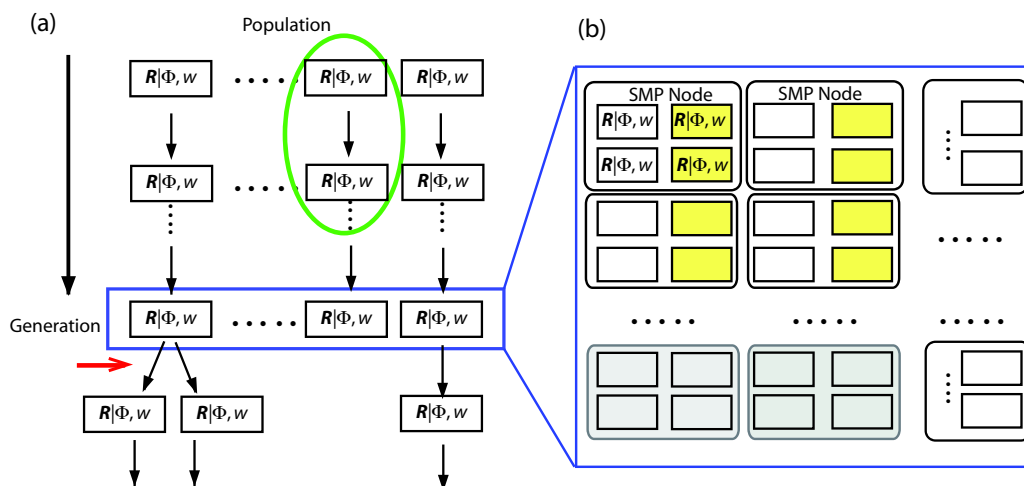 (a)
Population
R|Φ, w
R|Φ, w
R|Φ, w
R|Φ, w
R|Φ, w
R|Φ, w
Generation
R|Φ, w
R|Φ, w
R|Φ, w
R|Φ, w
R|Φ, w
R|Φ, w
(b)
SMP Node
SMP Node
R|Φ, w
R|Φ, w
R|Φ, w
R|Φ, w